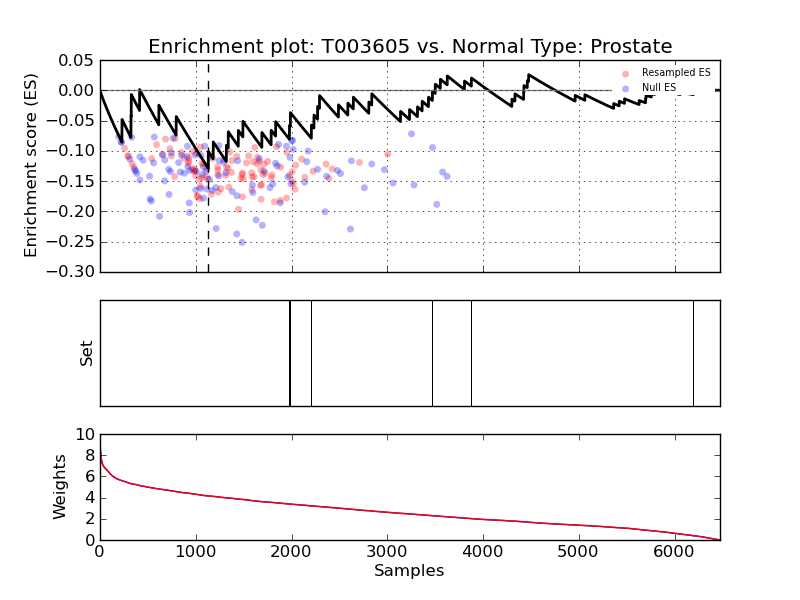 Enrichment plot: T003605 vs. Normal Type: Prostate
0.05
0.00
−0.05
−0.10
−0.15
−0.20
−0.25
−0.30
Enrichment score (ES)
Resampled ES
Null ES
Set
10
8
6
4
2
0
Weights
0 1000 2000 3000 4000 5000 6000
Samples